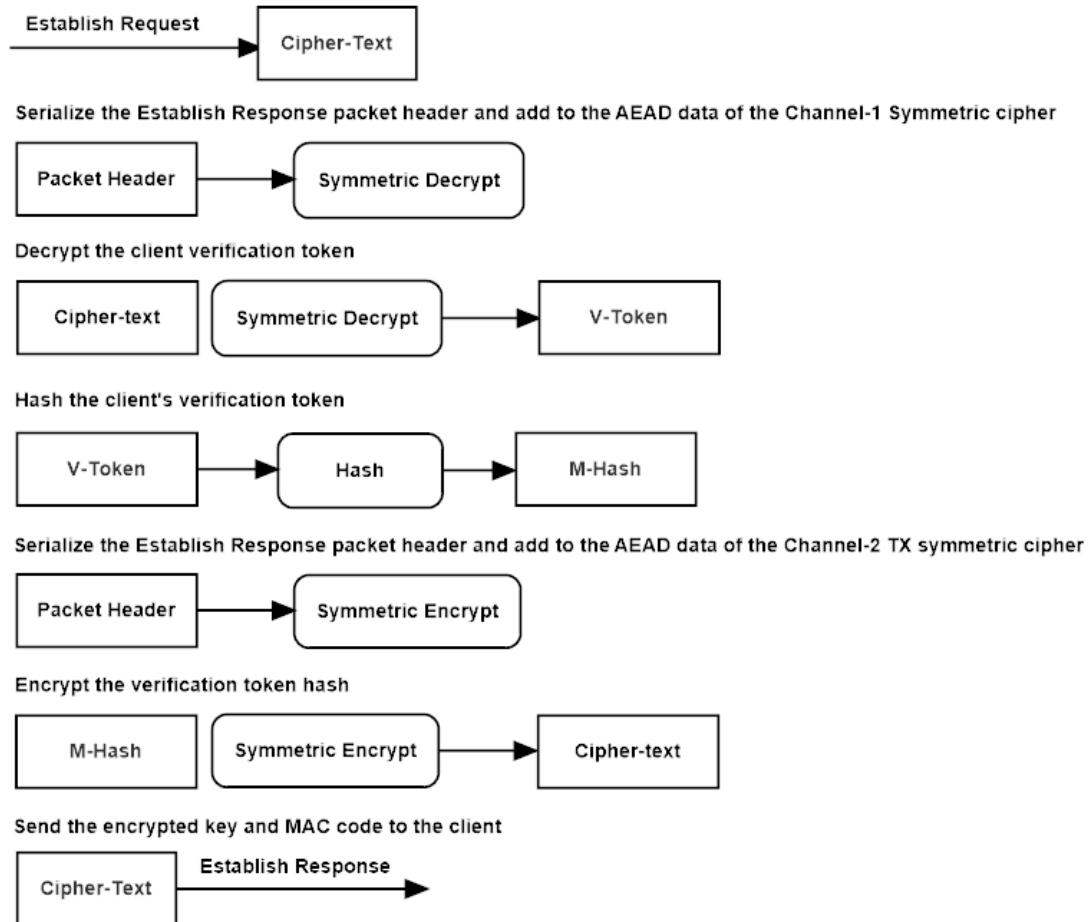 Establish Request
Cipher-Text
Serialize the Establish Response packet header and add to the AEAD data of the Channel-1 Symmetric cipher
Packet Header
Symmetric Decrypt
Decrypt the client verification token
Cipher-text
Symmetric Decrypt
V-Token
Hash the client's verification token
V-Token
Hash
M-Hash
Serialize the Establish Response packet header and add to the AEAD data of the Channel-2 TX symmetric cipher
Packet Header
Symmetric Encrypt
Encrypt the verification token hash
M-Hash
Symmetric Encrypt
Cipher-text
Send the encrypted key and MAC code to the client
Cipher-Text
Establish Response